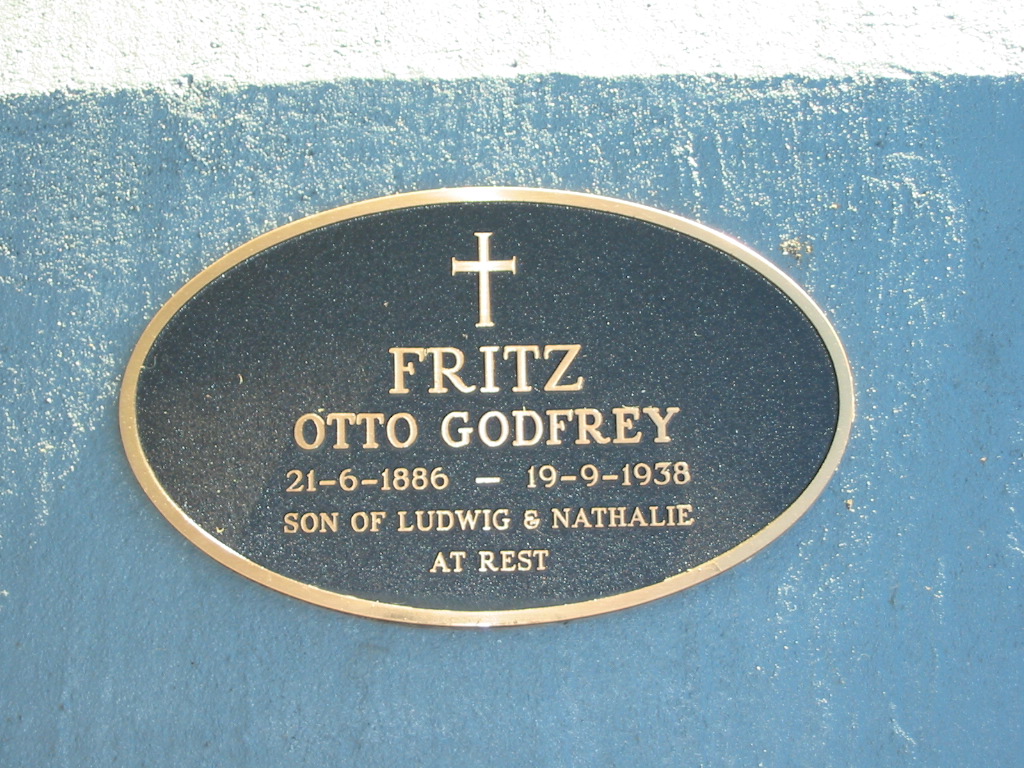 FRITZ
OTTO GODFREY
21-6-1886 — 19-9-1938
SON OF LUDWIG & NATHALIE
AT REST